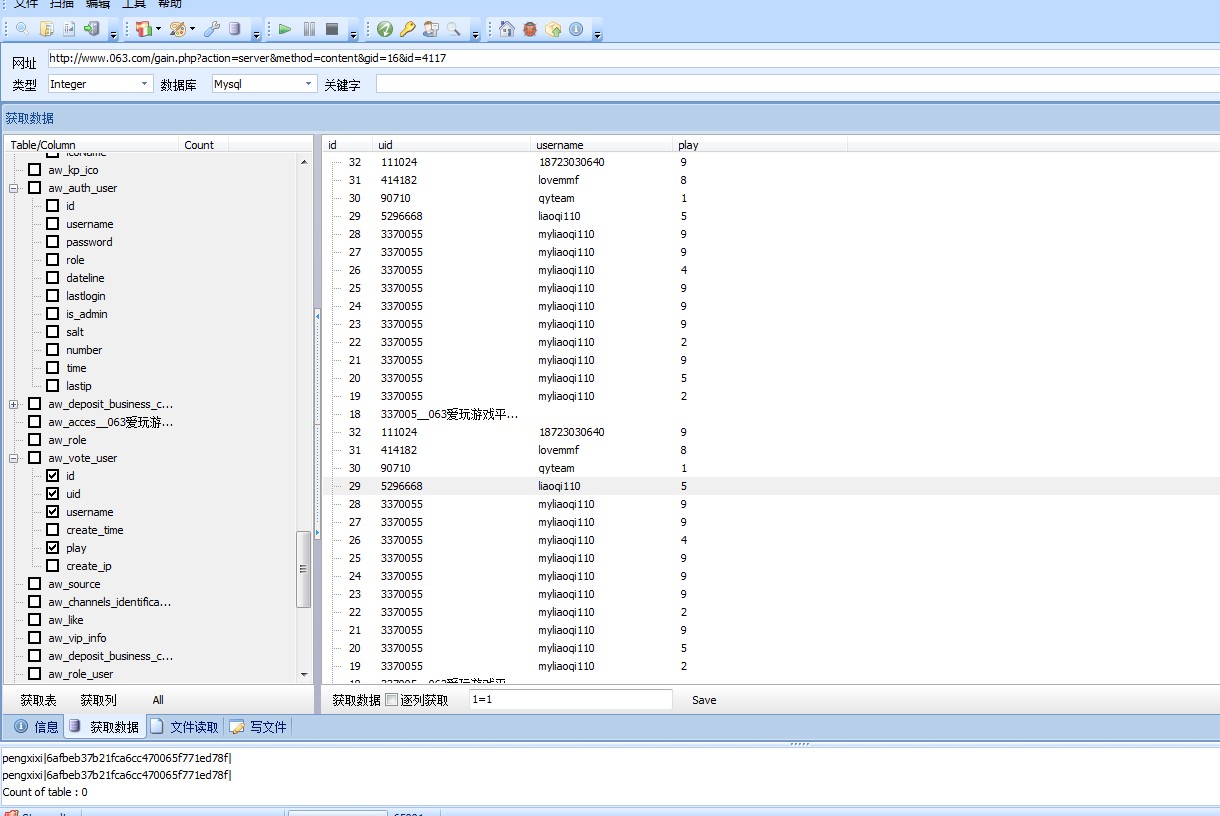 文件 扫描 编辑 工具 帮助
网址 http://www.063.com/gain.php?action=server&method=content&gid=16&id=4117
类型 Integer 数据库 Mysql 关键字
获取数据
Table/Column Count
aw_kp_ico
aw_auth_user
id
username
password
role
dateline
lastlogin
is_admin
salt
number
time
lastip
aw_deposit_business_c...
aw_acces__063爱玩游...
aw_role
aw_vote_user
id
uid
username
create_time
play
create_ip
aw_source
aw_channels_identifica...
aw_like
aw_vip_info
aw_deposit_business_c...
aw_role_user
id uid username play
32 111024 18723030640 9
31 414182 lovemmf 8
30 90710 qyteam 1
29 5296668 liaoqi110 5
28 3370055 myliaoqi110 9
27 3370055 myliaoqi110 9
26 3370055 myliaoqi110 4
25 3370055 myliaoqi110 9
24 3370055 myliaoqi110 9
23 3370055 myliaoqi110 9
22 3370055 myliaoqi110 2
21 3370055 myliaoqi110 9
20 3370055 myliaoqi110 5
19 3370055 myliaoqi110 2
18 337005__063爱玩游戏平...
32 111024 18723030640 9
31 414182 lovemmf 8
30 90710 qyteam 1
29 5296668 liaoqi110 5
28 3370055 myliaoqi110 9
27 3370055 myliaoqi110 9
26 3370055 myliaoqi110 4
25 3370055 myliaoqi110 9
24 3370055 myliaoqi110 9
23 3370055 myliaoqi110 9
22 3370055 myliaoqi110 2
21 3370055 myliaoqi110 9
20 3370055 myliaoqi110 5
19 3370055 myliaoqi110 2
获取表 获取列 All 获取数据 逐列获取 1=1 Save
信息 获取数据 文件读取 写文件
pengxixi|6afbeb37b21fca6cc470065f771ed78f|
pengxixi|6afbeb37b21fca6cc470065f771ed78f|
Count of table : 0